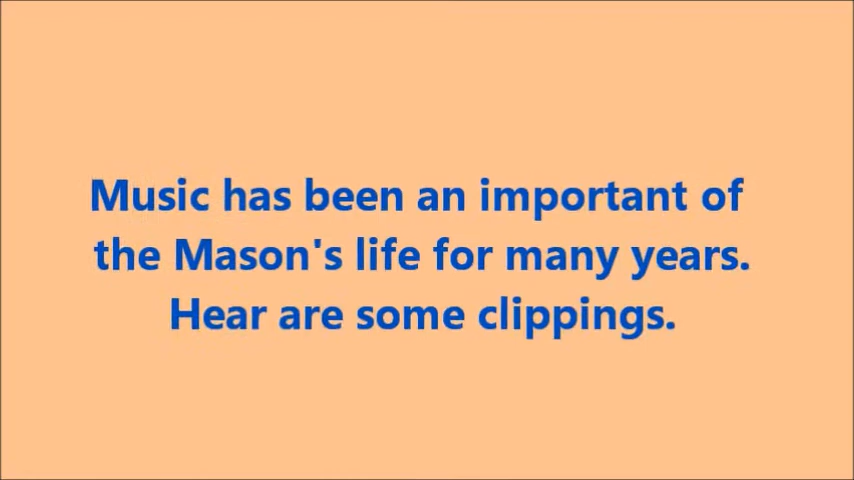 Music has been an important of
the Mason's life for many years.
Hear are some clippings.